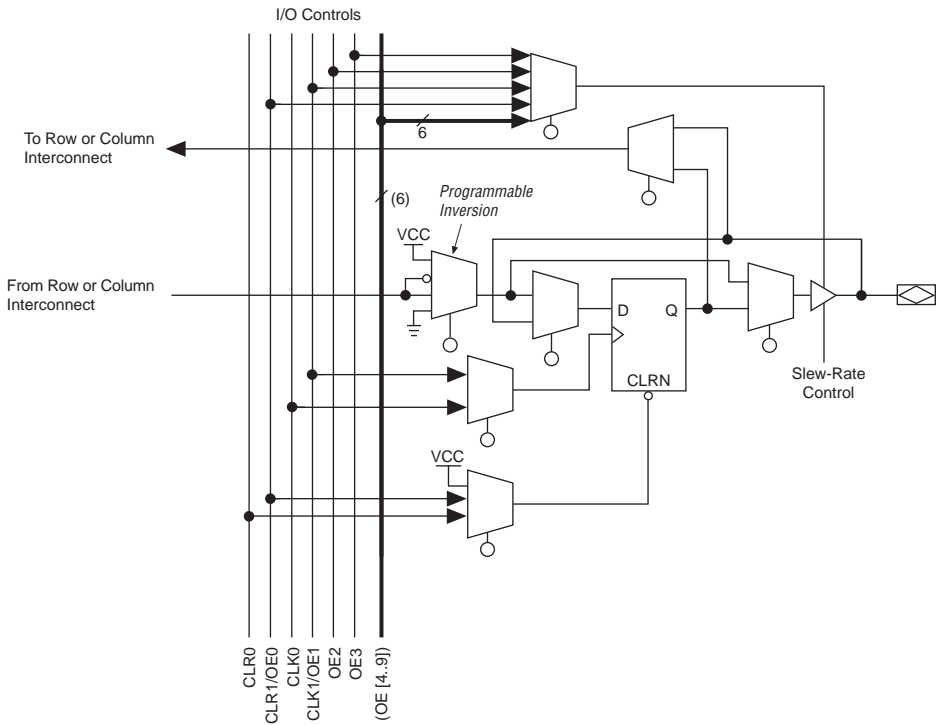 I/O Controls
6
To Row or Column
Interconnect
(6)
Programmable
Inversion
VCC
From Row or Column
Interconnect
D
Q
CLRN
Slew-Rate
Control
VCC
CLR0
CLR1/OE0
CLK0
CLK1/OE1
OE2
OE3
(OE [4..9])